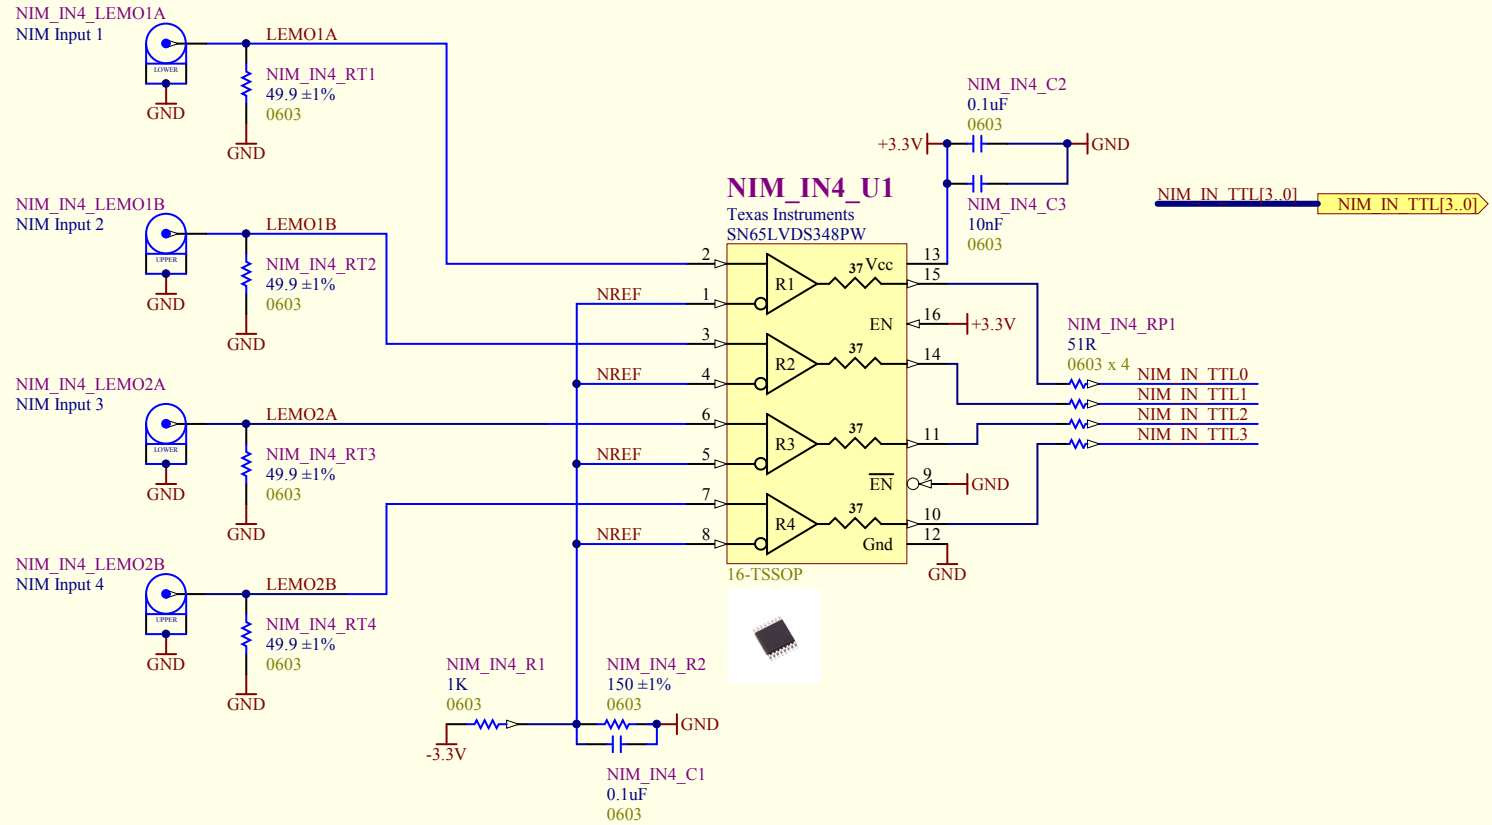 NIM_IN4_LEMO1A
NIM Input 1
LOWER
GND
LEMO1A
NIM_IN4_RT1
49.9 ±1%
0603
GND
NIM_IN4_LEMO1B
NIM Input 2
UPPER
GND
LEMO1B
NIM_IN4_RT2
49.9 ±1%
0603
GND
NIM_IN4_LEMO2A
NIM Input 3
LOWER
GND
LEMO2A
NIM_IN4_RT3
49.9 ±1%
0603
GND
NIM_IN4_LEMO2B
NIM Input 4
UPPER
GND
LEMO2B
NIM_IN4_RT4
49.9 ±1%
0603
GND
NIM_IN4_R1
1K
0603
-3.3V
NIM_IN4_R2
150 ±1%
0603
GND
NIM_IN4_C1
0.1uF
0603
NREF
NREF
NREF
NREF
NIM_IN4_U1
Texas Instruments
SN65LVDS348PW
2
1
3
4
6
5
7
8
R1
37
R2
37
R3
37
R4
37
Vcc
EN
EN
Gnd
13
15
16
14
11
9
10
12
16-TSSOP
+3.3V
GND
GND
NIM_IN4_C2
0.1uF
0603
+3.3V
GND
NIM_IN4_C3
10nF
0603
NIM_IN4_RP1
51R
0603 x 4
NIM_IN_TTL0
NIM_IN_TTL1
NIM_IN_TTL2
NIM_IN_TTL3
NIM_IN_TTL[3..0]
NIM_IN_TTL[3..0]